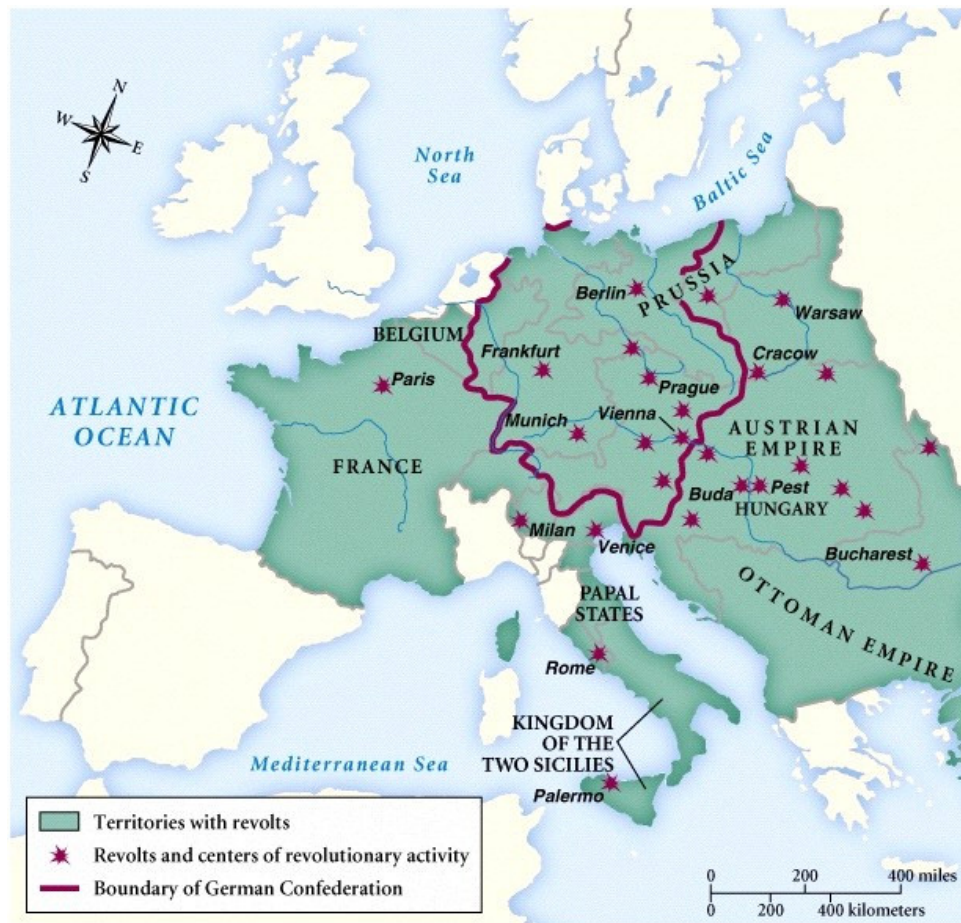 N
W
E
S
North
Sea
Baltic Sea
ATLANTIC
OCEAN
Mediterranean Sea
BELGIUM
FRANCE
Paris
Frankfurt
Berlin
PRUSSIA
Warsaw
Cracow
Prague
Munich
Vienna
AUSTRIAN
EMPIRE
Buda
Pest
HUNGARY
Milan
Venice
Bucharest
OTTOMAN EMPIRE
PAPAL
STATES
Rome
KINGDOM
OF THE
TWO SICILIES
Palermo
Territories with revolts
Revolts and centers of revolutionary activity
Boundary of German Confederation
0 200 400 miles
0 200 400 kilometers